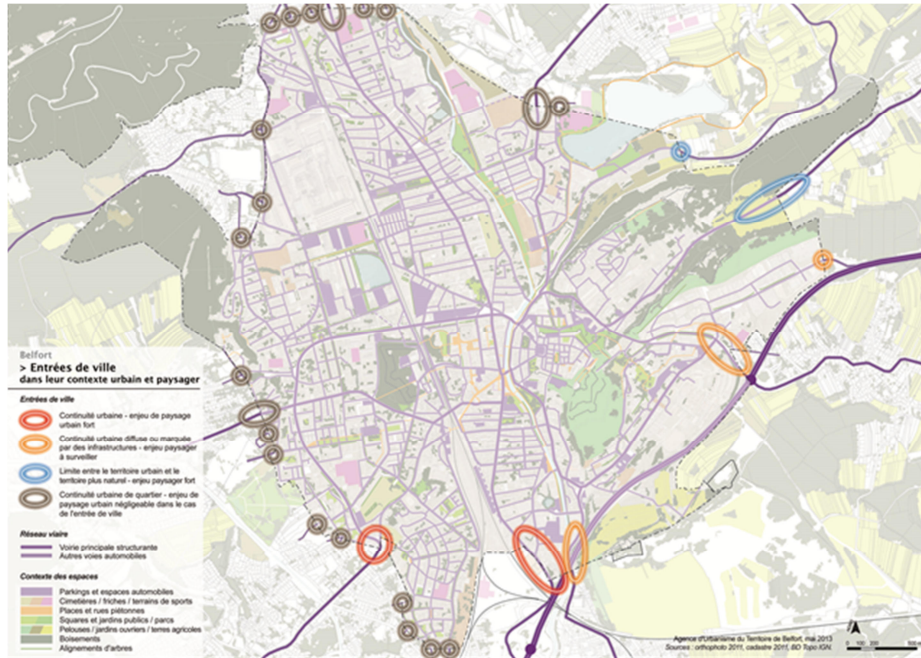 Belfort
> Entrées de ville
dans leur contexte urbain et paysager
Entrées de ville
Continuité urbaine - enjeu de paysage
urbain fort
Continuité urbaine diffuse ou marquée
par des infrastructures - enjeu paysager
à surveiller
Limite entre le territoire urbain et le
territoire plus naturel - enjeu paysager fort
Continuité urbaine de quartier - enjeu de
paysage urbain négligeable dans le cas
de l'entrée de ville
Réseau viaire
Voirie principale structurante
Autres voies automobiles
Contexte des espaces
Parkings et espaces automobiles
Cimetières / friches / terrains de sports
Places et rues piétonnes
Squares et jardins publics / parcs
Pelouses / jardins ouvriers / terres agricoles
Boisements
Alignements d'arbres
Agence d'Urbanisme du Territoire de Belfort, mai 2013
Sources : orthophoto 2011, cadastre 2011, BD Topo IGN.